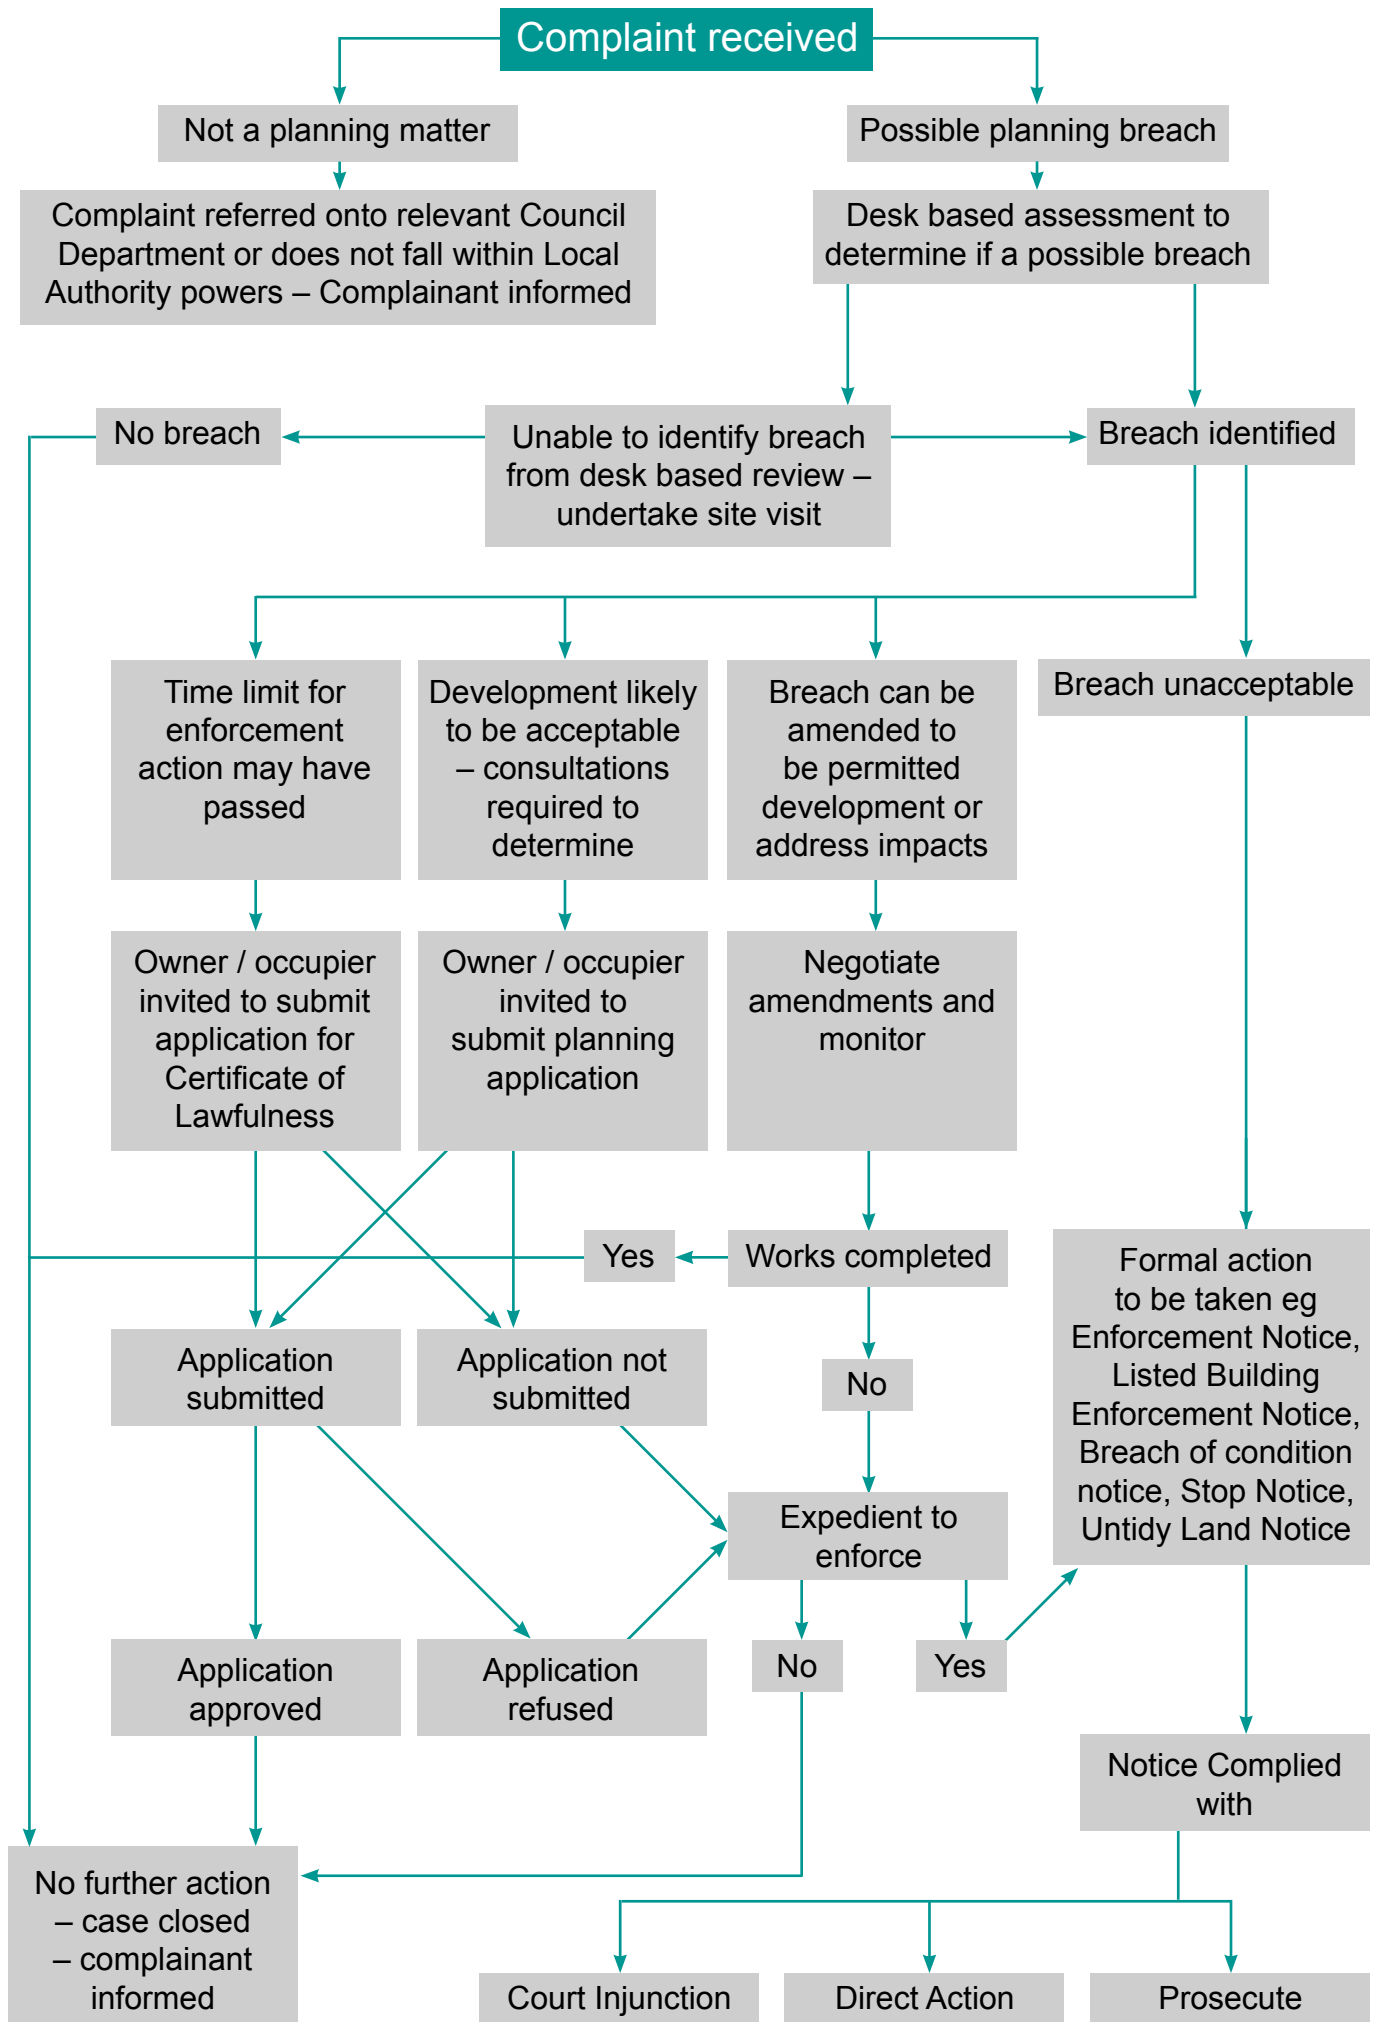 Complaint received
Not a planning matter
Possible planning breach
Complaint referred onto relevant Council
Department or does not fall within Local
Authority powers – Complainant informed
Desk based assessment to
determine if a possible breach
No breach
Unable to identify breach
from desk based review –
undertake site visit
Breach identified
Time limit for
enforcement
action may have
passed
Development likely
to be acceptable
– consultations
required to
determine
Breach can be
amended to
be permitted
development or
address impacts
Breach unacceptable
Owner / occupier
invited to submit
application for
Certificate of
Lawfulness
Owner / occupier
invited to
submit planning
application
Negotiate
amendments and
monitor
Yes
Works completed
Formal action
to be taken eg
Enforcement Notice,
Listed Building
Enforcement Notice,
Breach of condition
notice, Stop Notice,
Untidy Land Notice
Application
submitted
Application not
submitted
No
Expedient to
enforce
Application
approved
Application
refused
No
Yes
Notice Complied
with
No further action
– case closed
– complainant
informed
Court Injunction
Direct Action
Prosecute